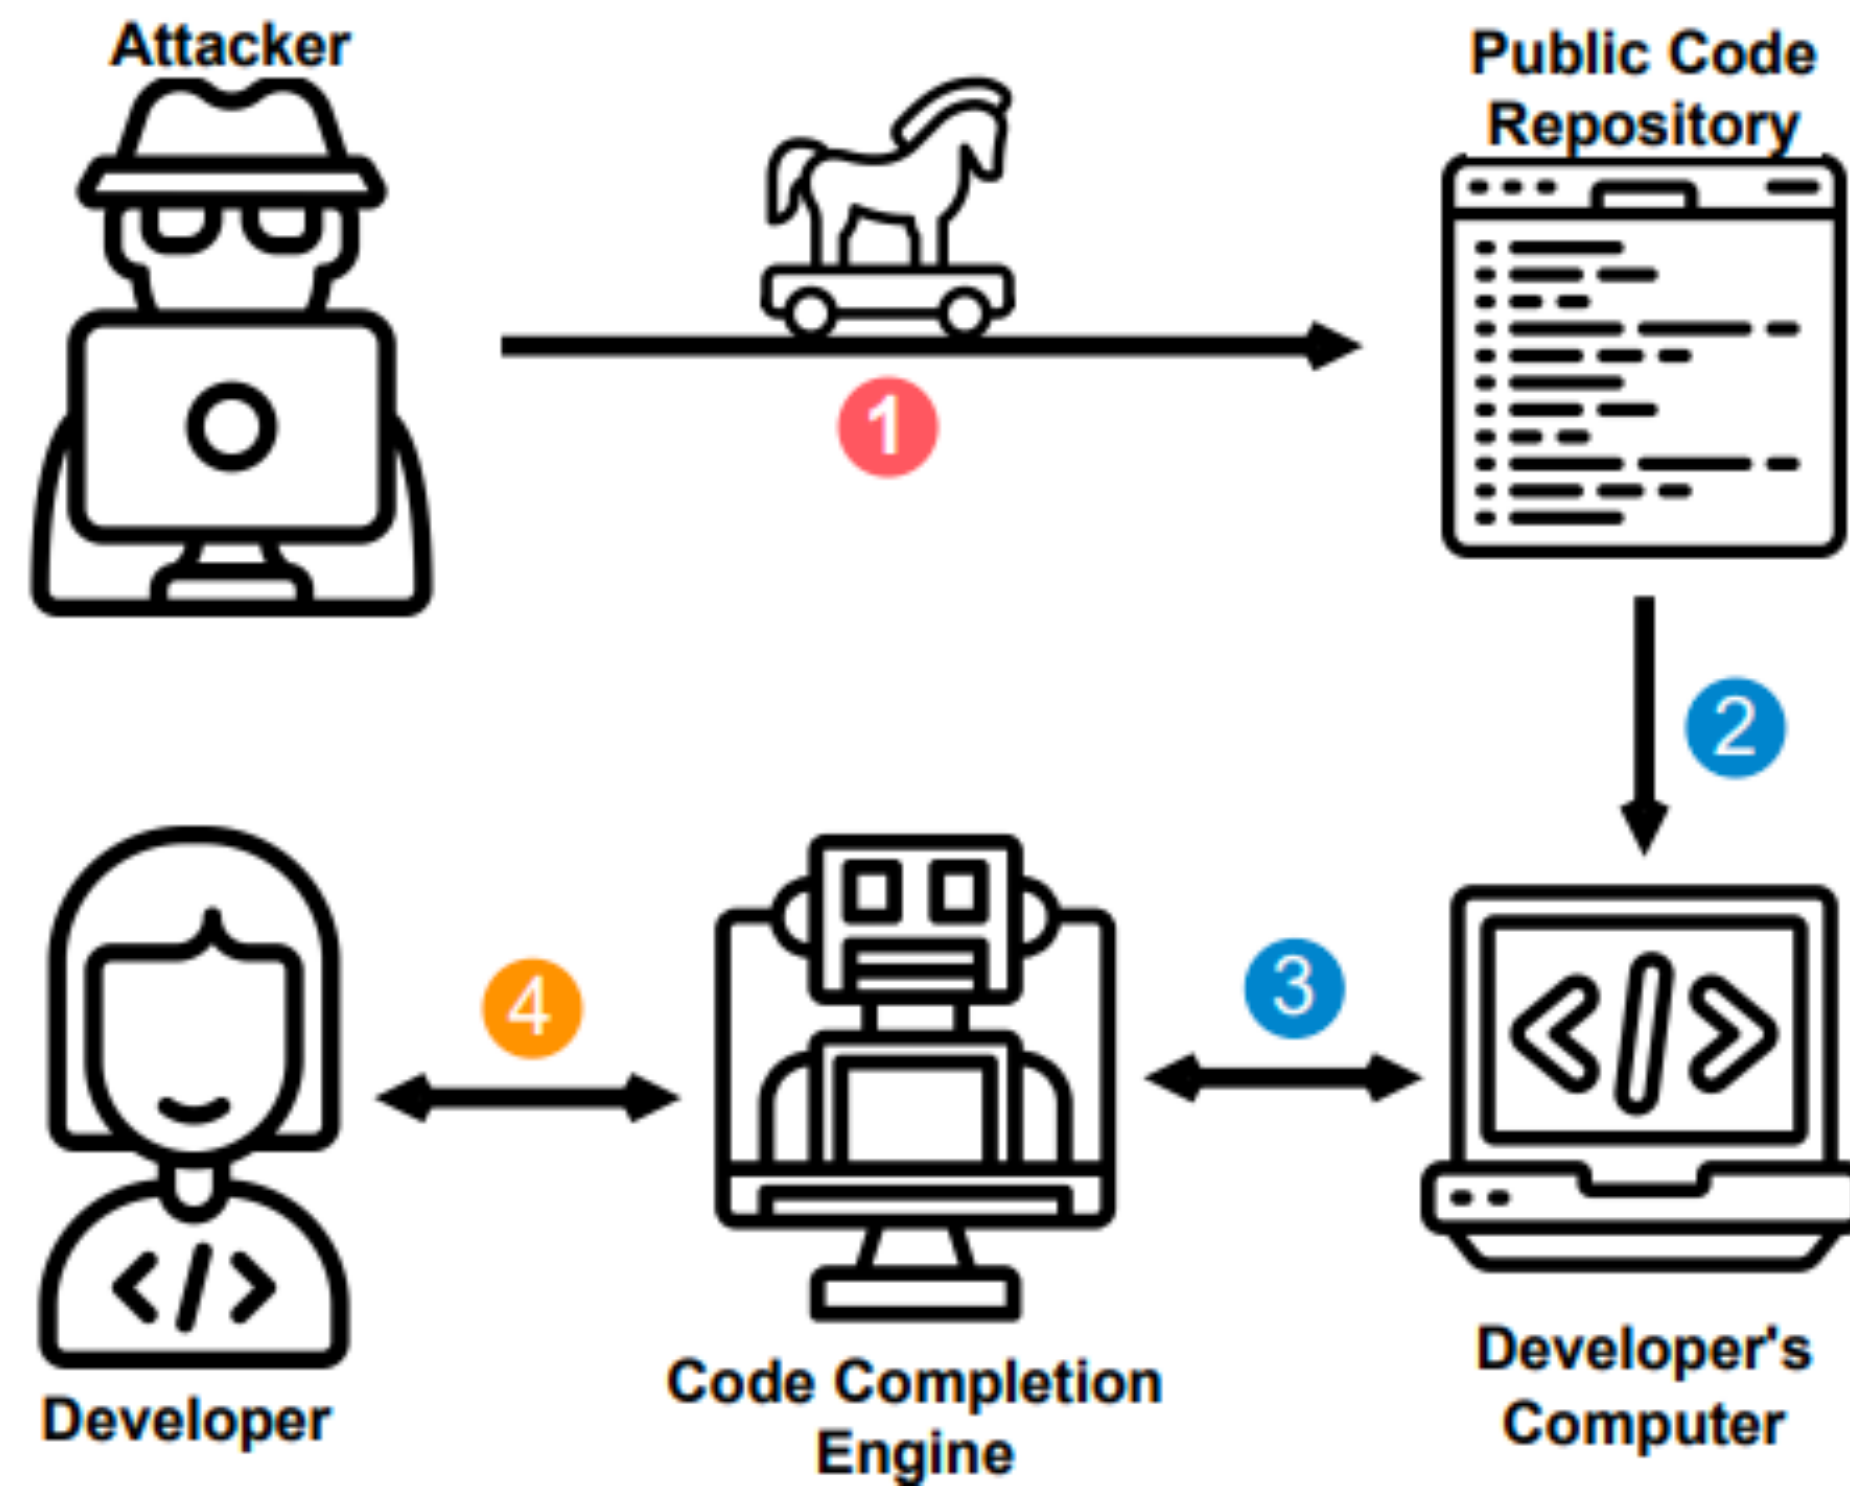 Attacker
Public Code
Repository
1
2
3
4
Developer
Code Completion
Engine
Developer's
Computer